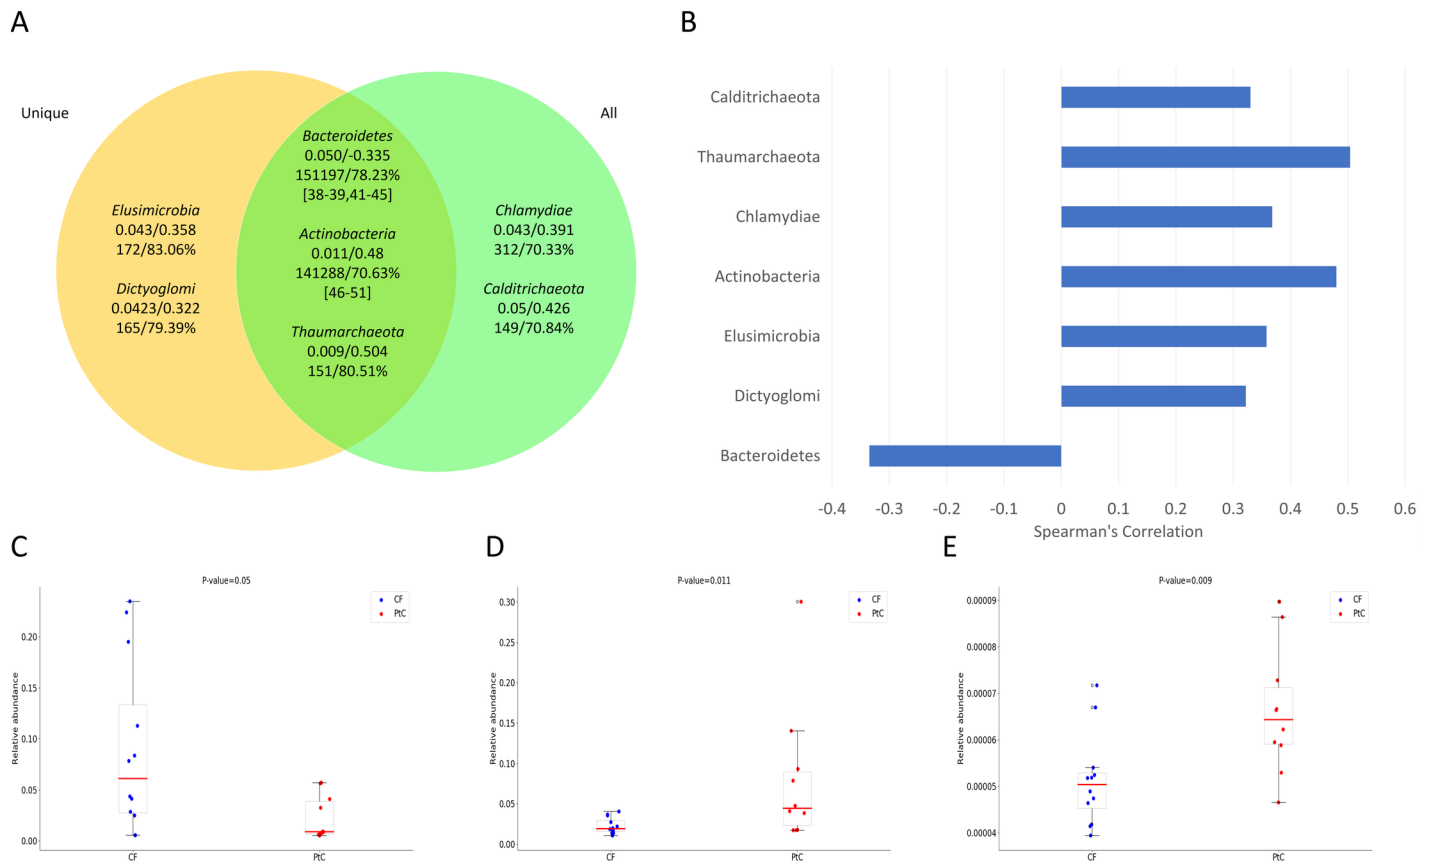 A
Unique
All
Elusimicrobia
0.043/0.358
172/83.06%
Dictyoglomi
0.0423/0.322
165/79.39%
Bacteroidetes
0.050/-0.335
151197/78.23%
[38-39,41-45]
Actinobacteria
0.011/0.48
141288/70.63%
[46-51]
Thaumarchaeota
0.009/0.504
151/80.51%
Chlamydiae
0.043/0.391
312/70.33%
Calditrichaeota
0.05/0.426
149/70.84%
B
Calditrichaeota
Thaumarchaeota
Chlamydiae
Actinobacteria
Elusimicrobia
Dictyoglomi
Bacteroidetes
-0.4 -0.3 -0.2 -0.1 0 0.1 0.2 0.3 0.4 0.5 0.6
Spearman's Correlation
C
P-value=0.05
CF
PtC
Relative abundance
0.20
0.15
0.10
0.05
0.00
CF PtC
D
P-value=0.011
CF
PtC
Relative abundance
0.30
0.25
0.20
0.15
0.10
0.05
0.00
CF PtC
E
P-value=0.009
CF
PtC
Relative abundance
0.00009
0.00008
0.00007
0.00006
0.00005
0.00004
CF PtC